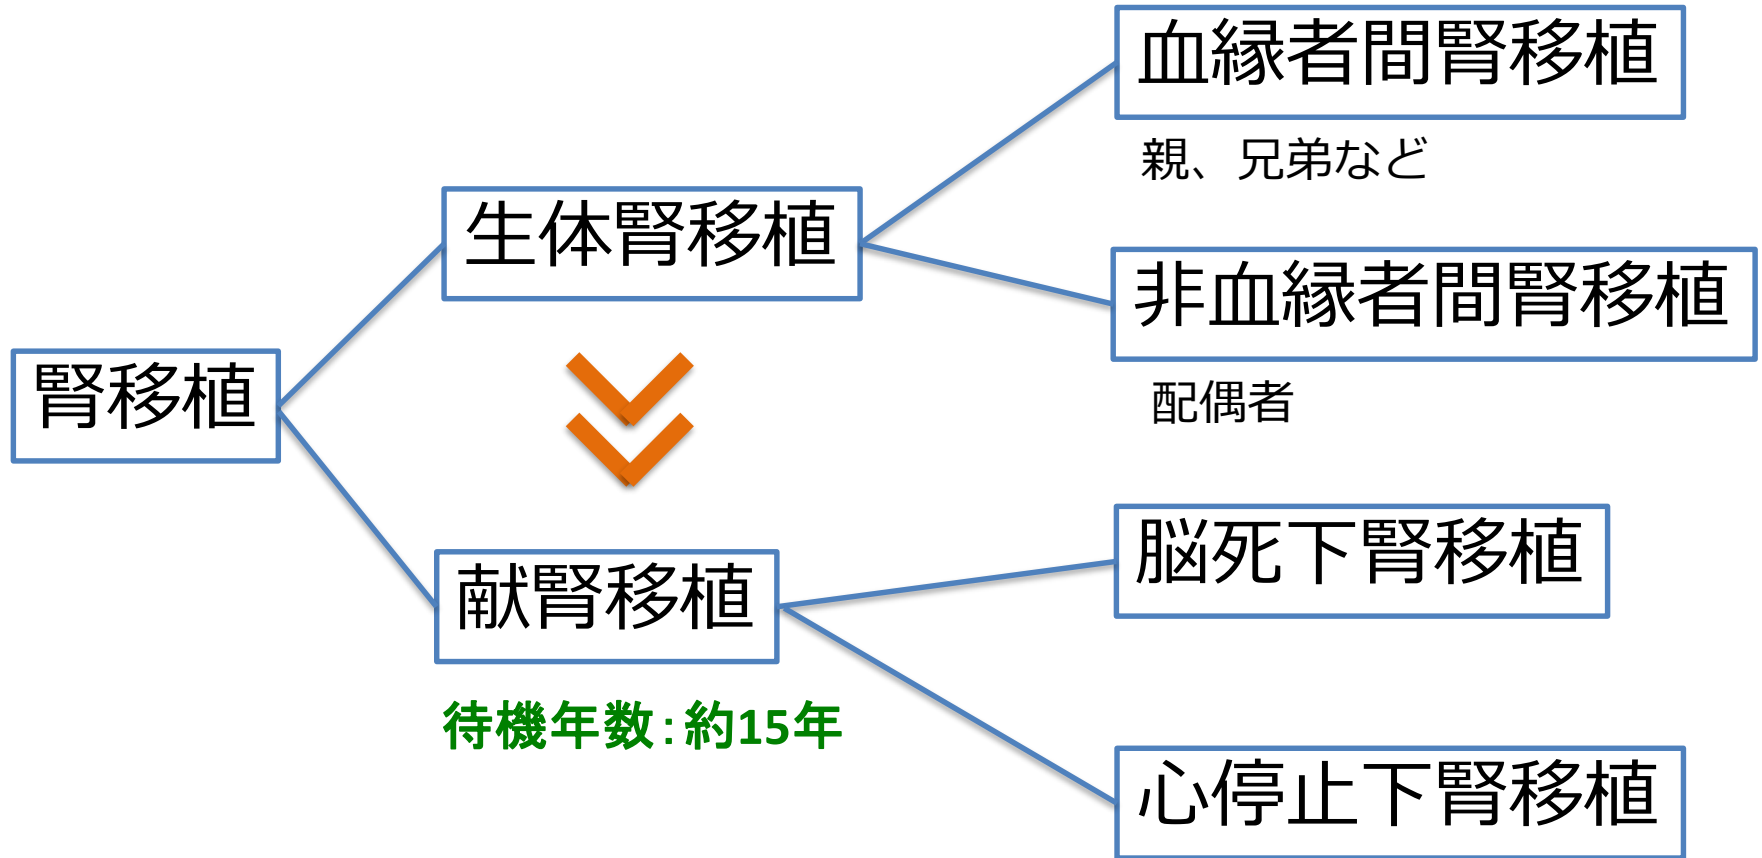 腎移植
生体腎移植
血縁者間腎移植
親、兄弟など
非血縁者間腎移植
配偶者
献腎移植
待機年数：約15年
脳死下腎移植
心停止下腎移植